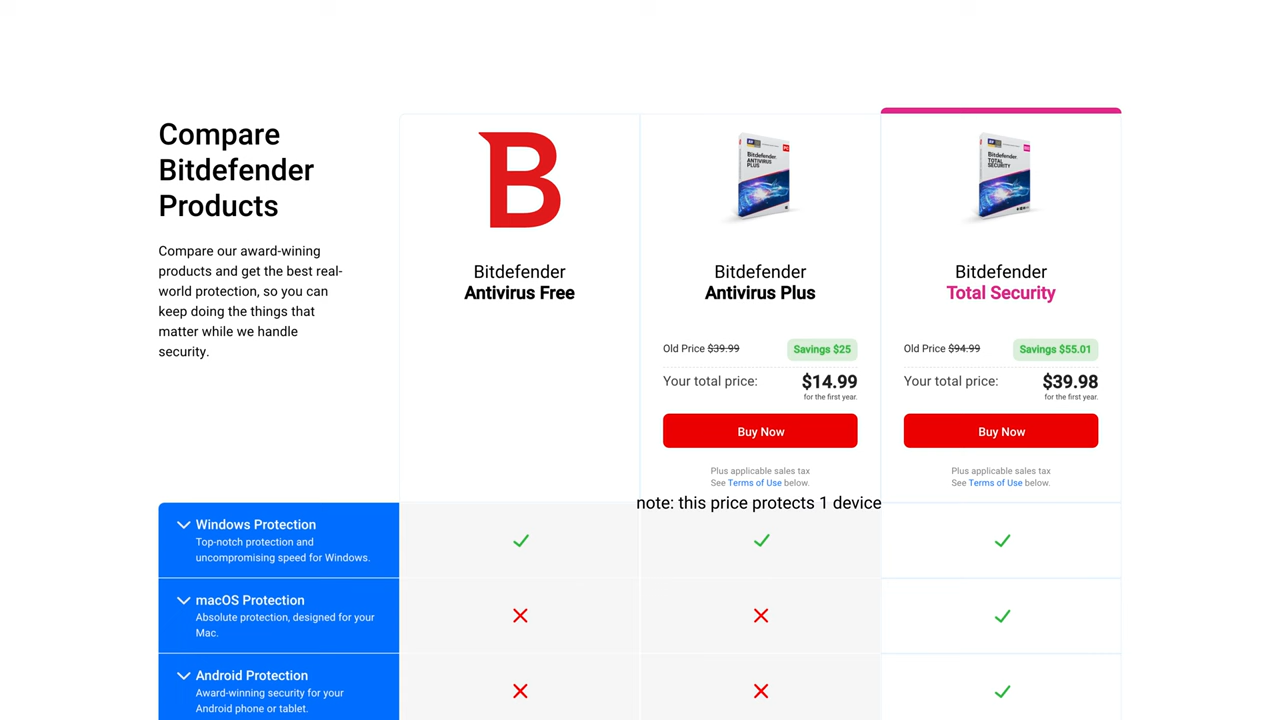 Compare
Bitdefender
Products
Compare our award-wining
products and get the best real-
world protection, so you can
keep doing the things that
matter while we handle
security.
B
Bitdefender
Antivirus Free
Bitdefender
ANTIVIRUS
PLUS
Bitdefender
Antivirus Plus
Old Price $39.99 Savings $25
Your total price: $14.99
for the first year.
Buy Now
Plus applicable sales tax
See Terms of Use below.
note: this price protects 1 device
Bitdefender
TOTAL
SECURITY
Bitdefender
Total Security
Old Price $94.99 Savings $55.01
Your total price: $39.98
for the first year.
Buy Now
Plus applicable sales tax
See Terms of Use below.
Windows Protection
Top-notch protection and
uncompromising speed for Windows.
macOS Protection
Absolute protection, designed for your
Mac.
Android Protection
Award-winning security for your
Android phone or tablet.